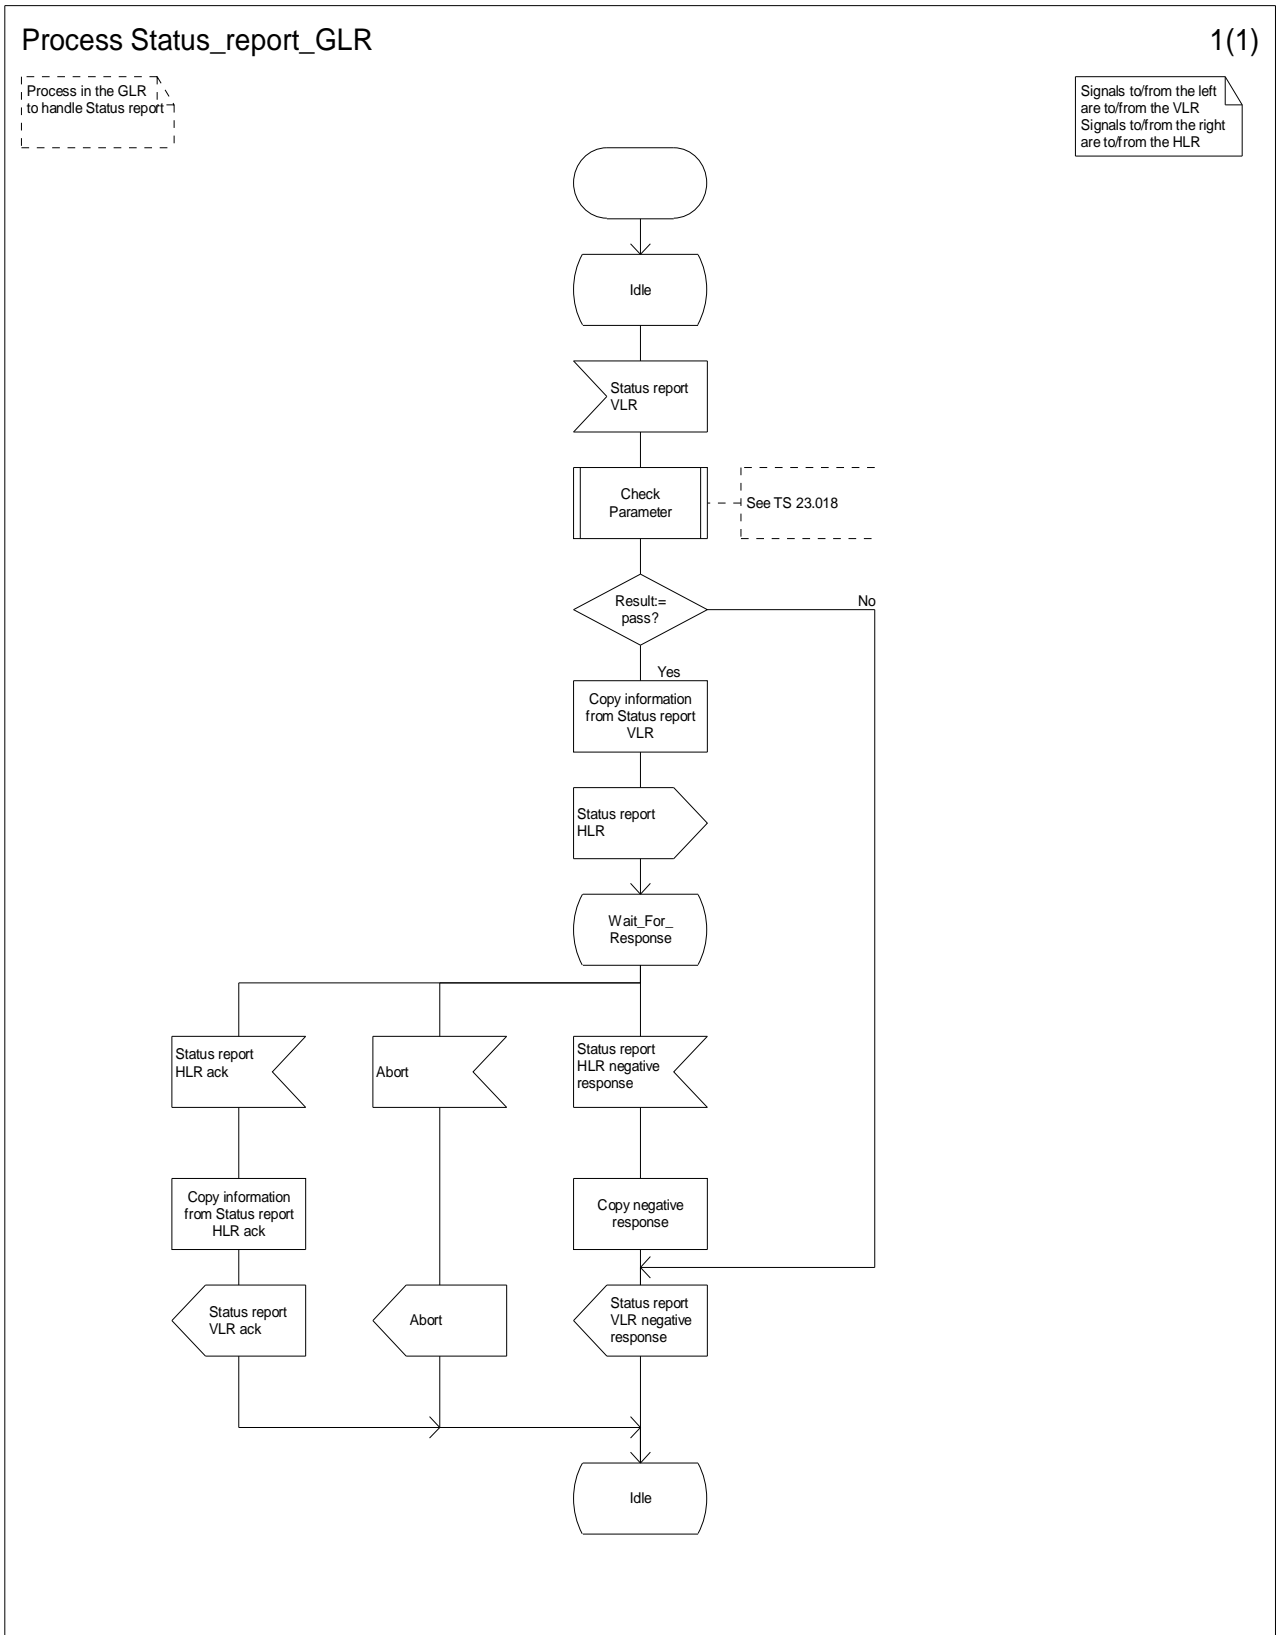 Process Status_report_GLR
1(1)
Process in the GLR
to handle Status report
Signals to/from the left
are to/from the VLR
Signals to/from the right
are to/from the HLR
Idle
Status report
VLR
Check
Parameter
See TS 23.018
Result:=
pass?
No
Yes
Copy information
from Status report
VLR
Status report
HLR
Wait_For_
Response
Status report
HLR ack
Abort
Status report
HLR negative
response
Copy information
from Status report
HLR ack
Copy negative
response
Status report
VLR ack
Abort
Status report
VLR negative
response
Idle